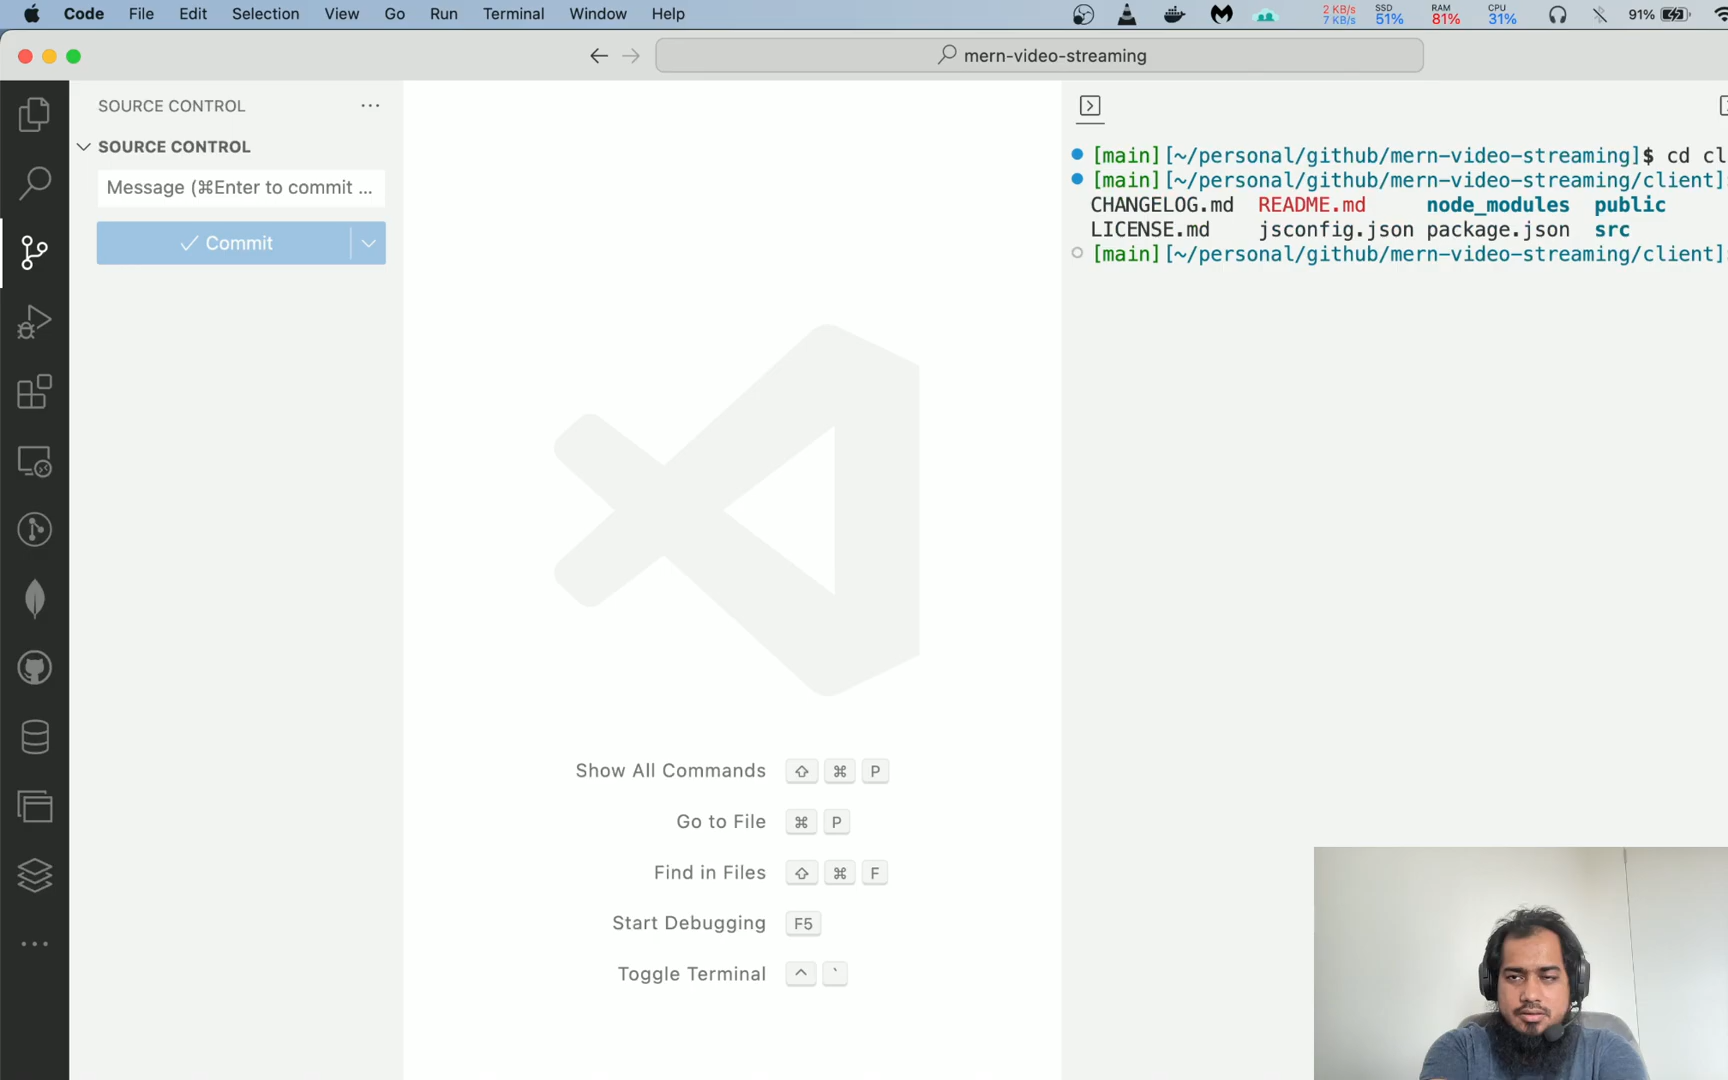 Code File Edit Selection View Go Run Terminal Window Help 2 KB/s 7 KB/s SSD 51% RAM 81% CPU 31% 91%
mern-video-streaming
SOURCE CONTROL ...
SOURCE CONTROL
Message (⌘Enter to commit ...
Commit
[main][~/personal/github/mern-video-streaming]$ cd cl
[main][~/personal/github/mern-video-streaming/client]
CHANGELOG.md README.md node_modules public
LICENSE.md jsconfig.json package.json src
[main][~/personal/github/mern-video-streaming/client]
Show All Commands ⇧ ⌘ P
Go to File ⌘ P
Find in Files ⇧ ⌘ F
Start Debugging F5
Toggle Terminal ^ `